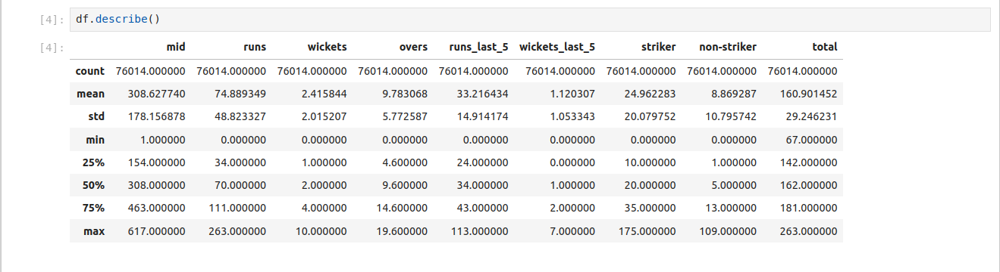 [4]: df.describe()
[4]: mid runs wickets overs runs_last_5 wickets_last_5 striker non-striker total
count 76014.000000 76014.000000 76014.000000 76014.000000 76014.000000 76014.000000 76014.000000 76014.000000 76014.000000
mean 308.627740 74.889349 2.415844 9.783068 33.216434 1.120307 24.962283 8.869287 160.901452
std 178.156878 48.823327 2.015207 5.772587 14.914174 1.053343 20.079752 10.795742 29.246231
min 1.000000 0.000000 0.000000 0.000000 0.000000 0.000000 0.000000 0.000000 67.000000
25% 154.000000 34.000000 1.000000 4.600000 24.000000 0.000000 10.000000 1.000000 142.000000
50% 308.000000 70.000000 2.000000 9.600000 34.000000 1.000000 20.000000 5.000000 162.000000
75% 463.000000 111.000000 4.000000 14.600000 43.000000 2.000000 35.000000 13.000000 181.000000
max 617.000000 263.000000 10.000000 19.600000 113.000000 7.000000 175.000000 109.000000 263.000000